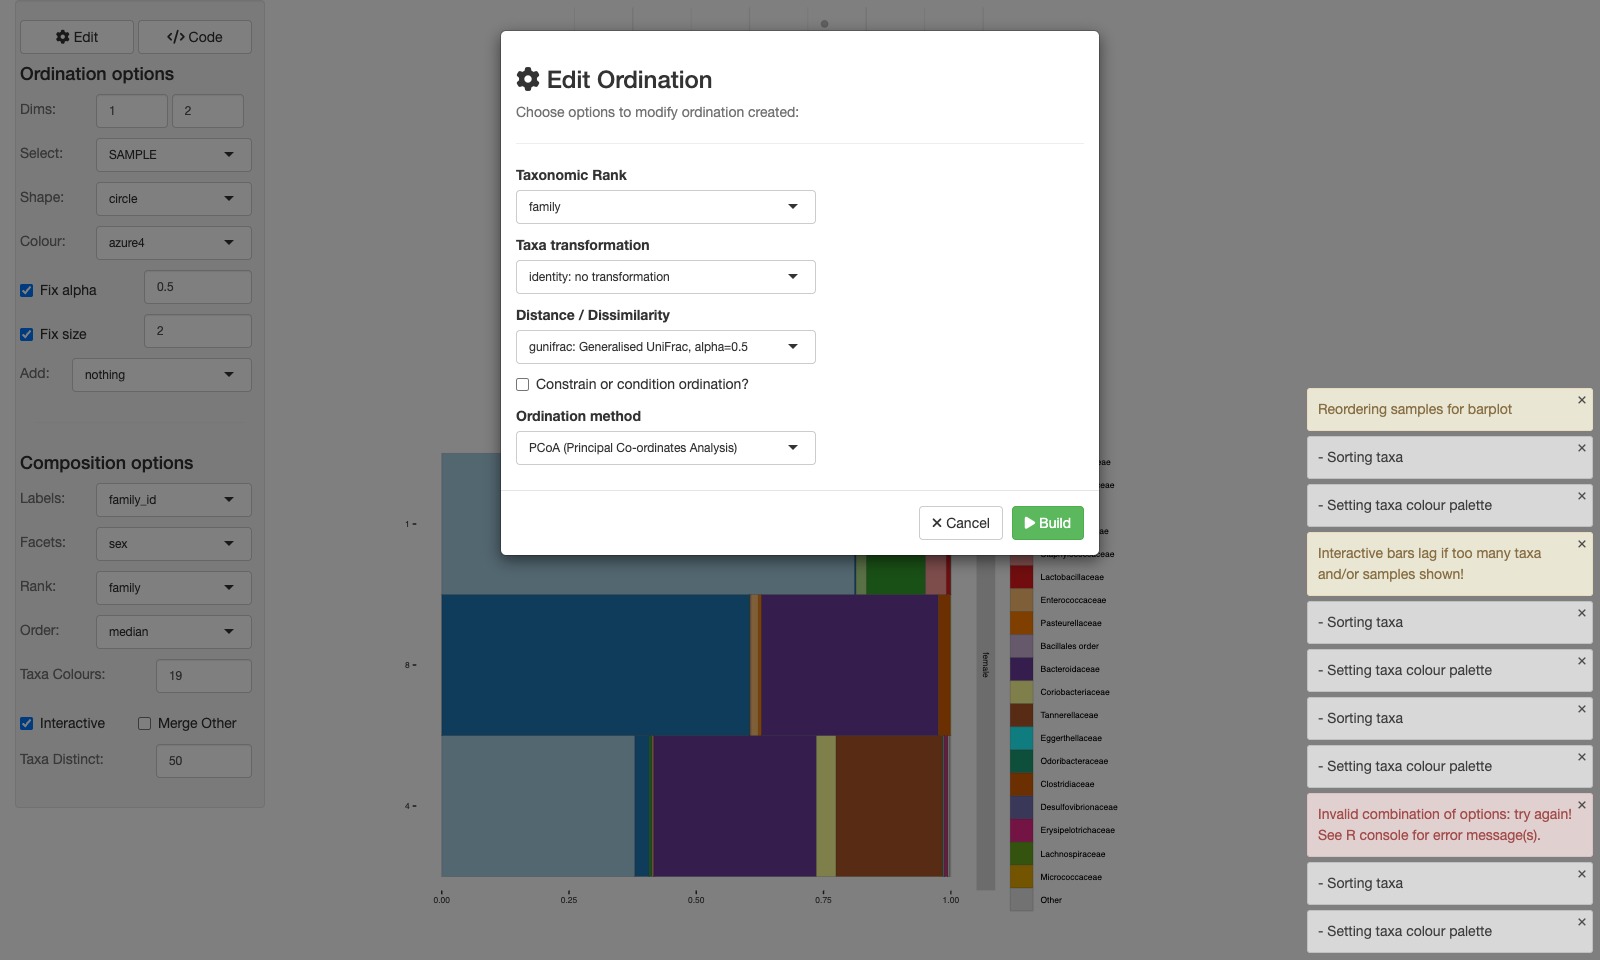 Edit
Code
Ordination options
Dims:
1
2
Select:
SAMPLE
Shape:
circle
Colour:
azure4
Fix alpha
0.5
Fix size
2
Add:
nothing
Composition options
Labels:
family_id
Facets:
sex
Rank:
family
Order:
median
Taxa Colours:
19
Interactive
Merge Other
Taxa Distinct:
50
Edit Ordination
Choose options to modify ordination created:
Taxonomic Rank
family
Taxa transformation
identity: no transformation
Distance / Dissimilarity
gunifrac: Generalised UniFrac, alpha=0.5
Constrain or condition ordination?
Ordination method
PCoA (Principal Co-ordinates Analysis)
Cancel
Build
1
8
4
0.00
0.25
0.50
0.75
1.00
female
Lactobacillaceae
Enterococcaceae
Pasteurellaceae
Bacillales order
Bacteroidaceae
Coriobacteriaceae
Tannerellaceae
Eggerthellaceae
Odoribacteraceae
Clostridiaceae
Desulfovibrionaceae
Erysipelotrichaceae
Lachnospiraceae
Micrococcaceae
Other
Reordering samples for barplot
- Sorting taxa
- Setting taxa colour palette
Interactive bars lag if too many taxa
and/or samples shown!
- Sorting taxa
- Setting taxa colour palette
- Sorting taxa
- Setting taxa colour palette
Invalid combination of options: try again!
See R console for error message(s).
- Sorting taxa
- Setting taxa colour palette